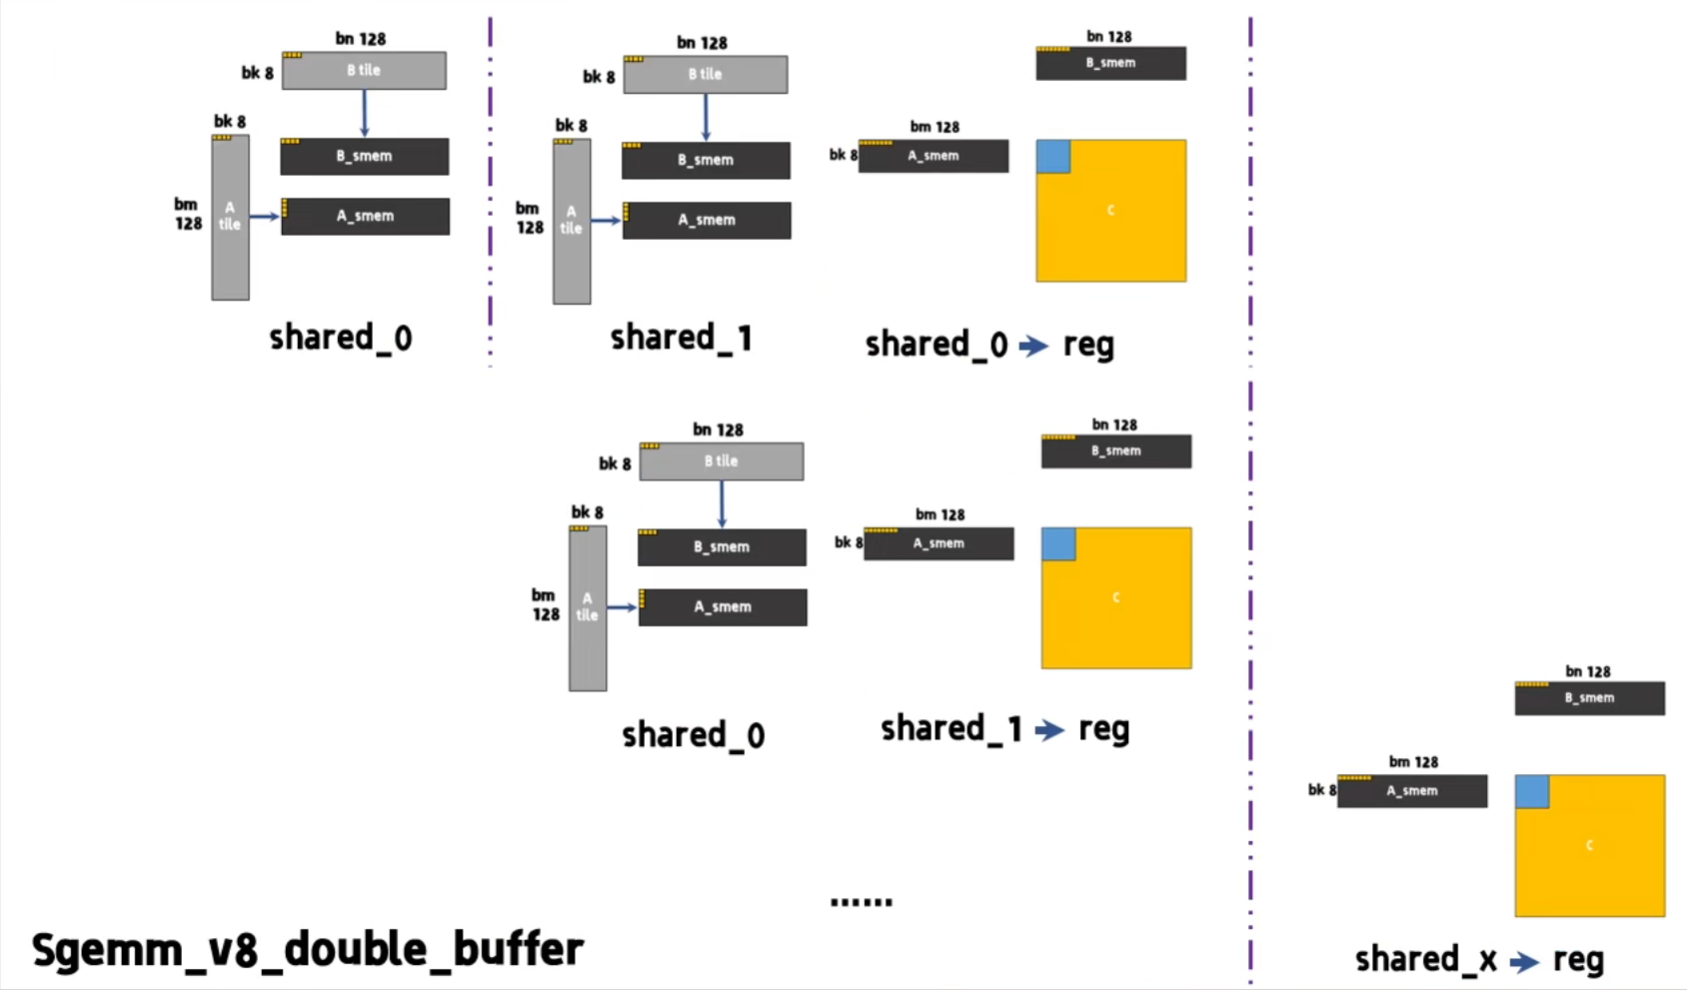 bn 128
bk 8
B tile
bk 8
B_smem
A_smem
bm
128
A
tile
shared_0
bn 128
bk 8
B tile
bk 8
B_smem
A_smem
bm
128
A
tile
shared_1
bn 128
B_smem
bm 128
bk 8
A_smem
C
shared_0 → reg
bn 128
bk 8
B tile
bk 8
B_smem
A_smem
bm
128
A
tile
shared_0
bn 128
B_smem
bm 128
bk 8
A_smem
C
shared_1 → reg
bn 128
B_smem
bm 128
bk 8
A_smem
C
shared_x → reg
......
Sgemm_v8_double_buffer